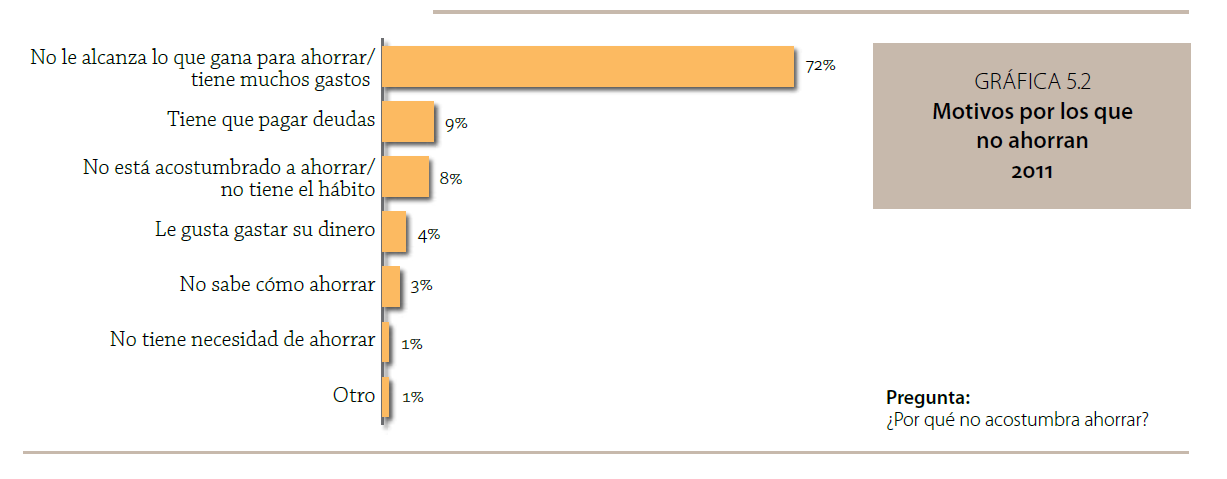 No le alcanza lo que gana para ahorrar/
tiene muchos gastos
72%
Tiene que pagar deudas
9%
No está acostumbrado a ahorrar/
no tiene el hábito
8%
Le gusta gastar su dinero
4%
No sabe cómo ahorrar
3%
No tiene necesidad de ahorrar
1%
Otro
1%
GRÁFICA 5.2
Motivos por los que
no ahorran
2011
Pregunta:
¿Por qué no acostumbra ahorrar?